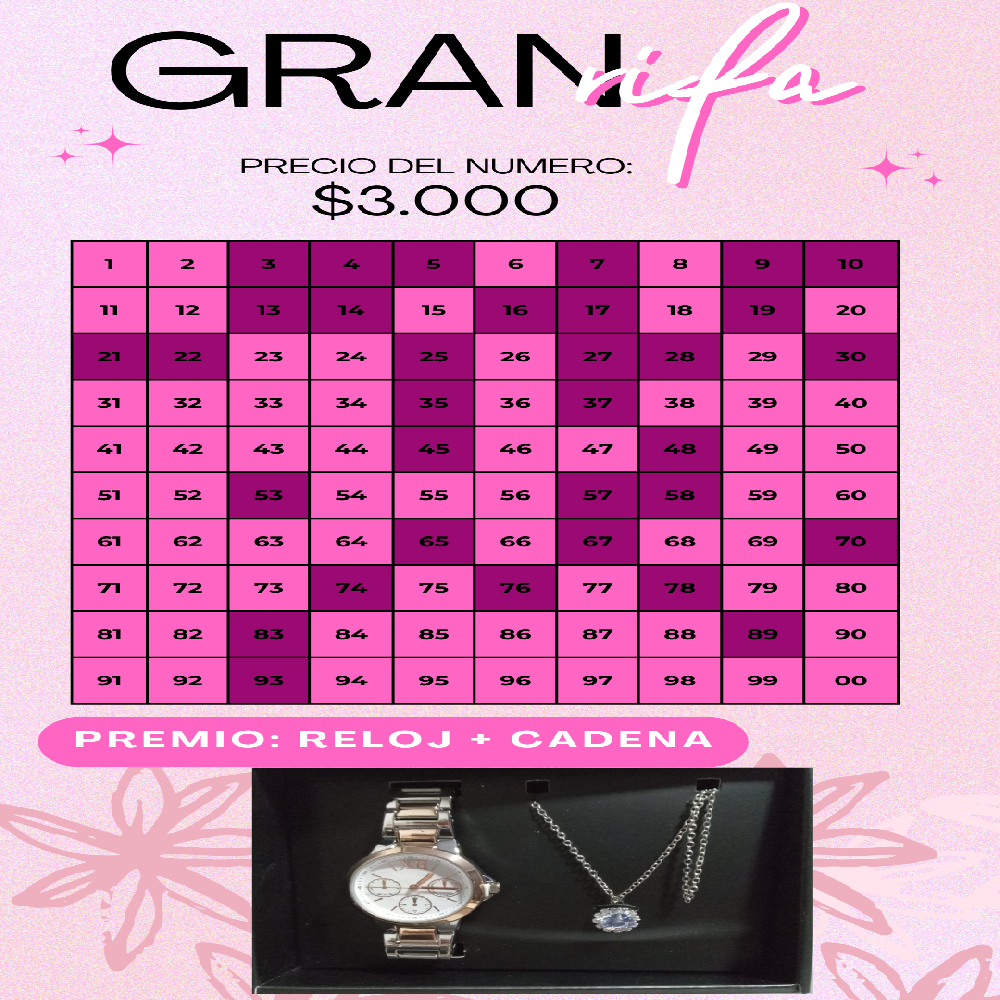 GRAN rifa
PRECIO DEL NUMERO:
$3.000
1 2 3 4 5 6 7 8 9 10
11 12 13 14 15 16 17 18 19 20
21 22 23 24 25 26 27 28 29 30
31 32 33 34 35 36 37 38 39 40
41 42 43 44 45 46 47 48 49 50
51 52 53 54 55 56 57 58 59 60
61 62 63 64 65 66 67 68 69 70
71 72 73 74 75 76 77 78 79 80
81 82 83 84 85 86 87 88 89 90
91 92 93 94 95 96 97 98 99 00
PREMIO: RELOJ + CADENA